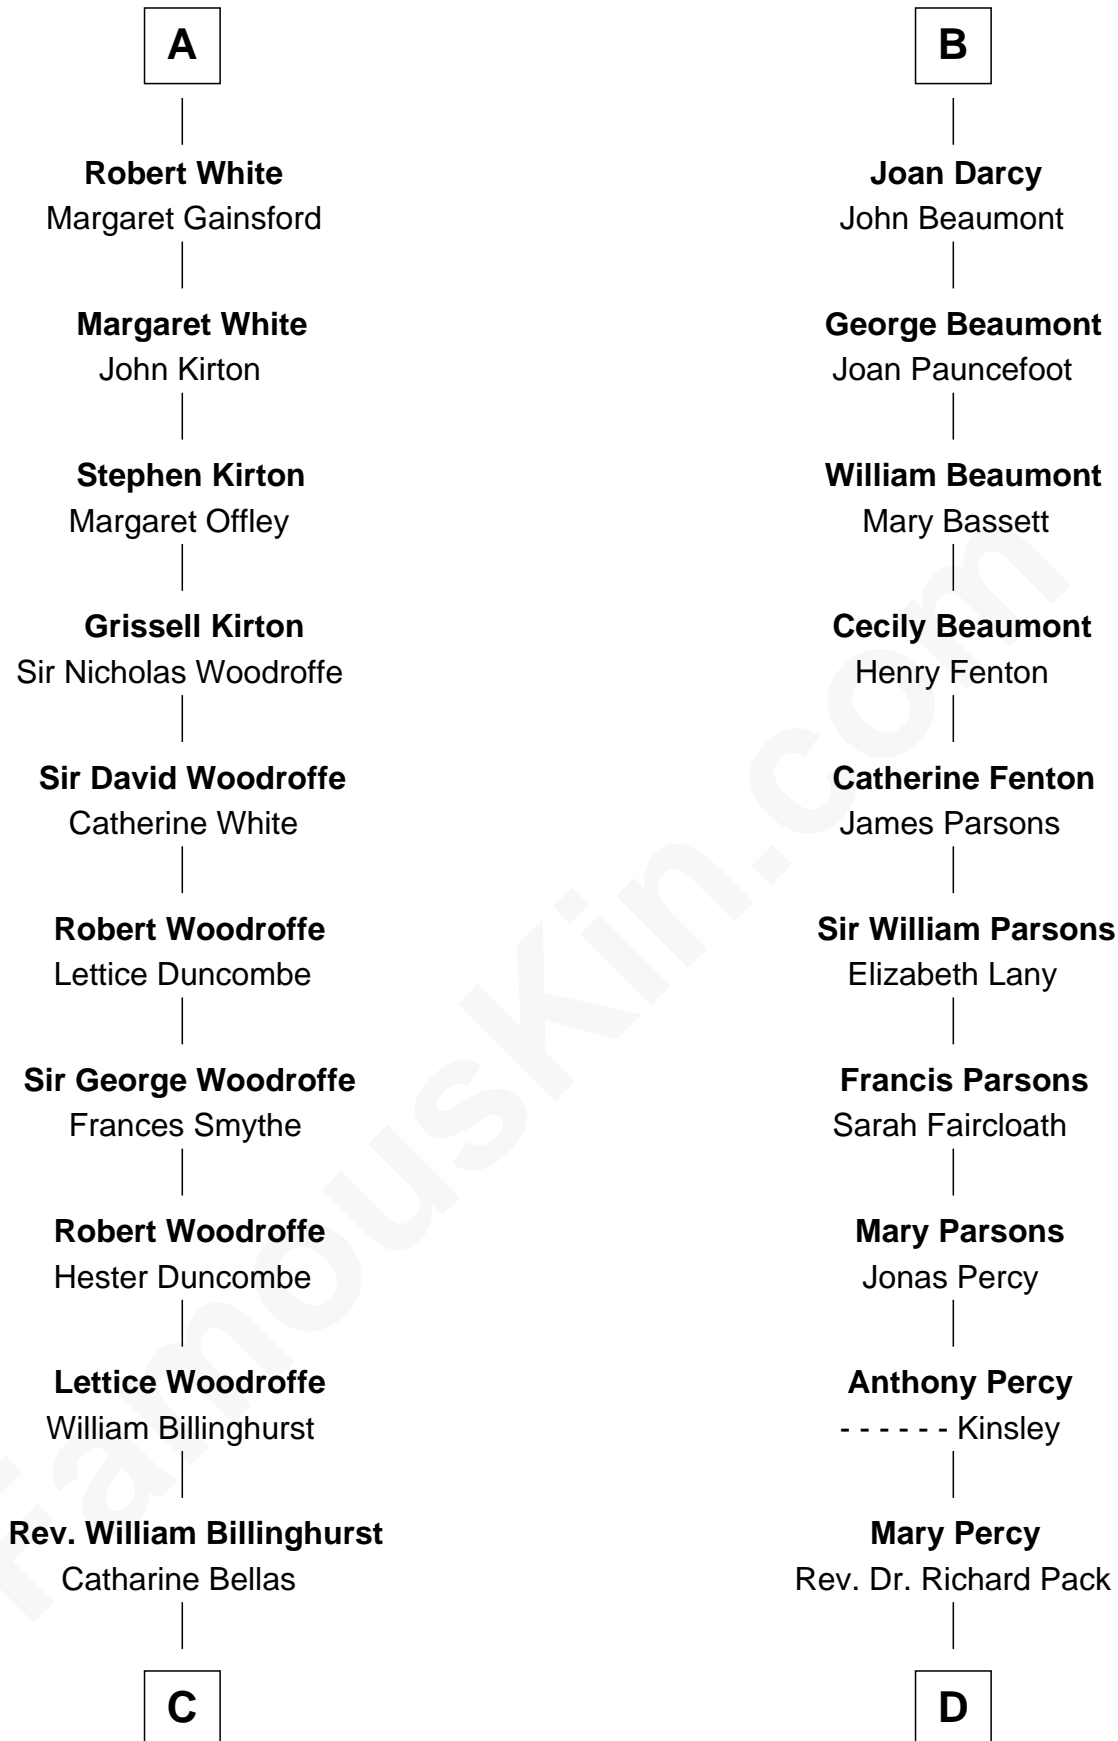 A
Robert White
Margaret Gainsford
Margaret White
John Kirton
Stephen Kirton
Margaret Offley
Grissell Kirton
Sir Nicholas Woodroffe
Sir David Woodroffe
Catherine White
Robert Woodroffe
Lettice Duncombe
Sir George Woodroffe
Frances Smythe
Robert Woodroffe
Hester Duncombe
Lettice Woodroffe
William Billinghurst
Rev. William Billinghurst
Catharine Bellas
C
B
Joan Darcy
John Beaumont
George Beaumont
Joan Pauncefoot
William Beaumont
Mary Bassett
Cecily Beaumont
Henry Fenton
Catherine Fenton
James Parsons
Sir William Parsons
Elizabeth Lany
Francis Parsons
Sarah Faircloath
Mary Parsons
Jonas Percy
Anthony Percy
- - - - - - Kinsley
Mary Percy
Rev. Dr. Richard Pack
D
FamousKin.com